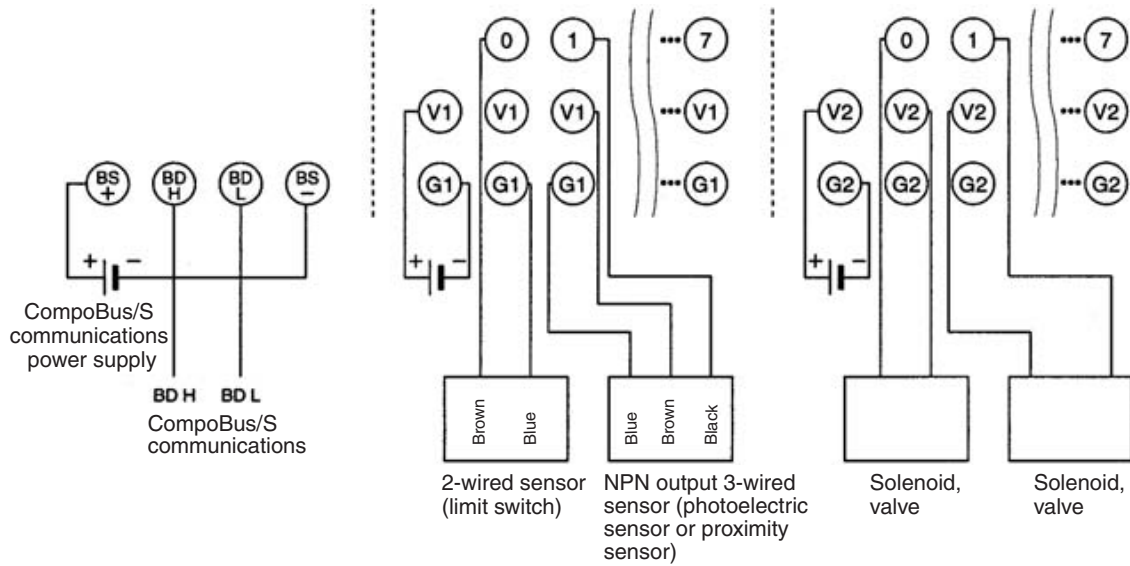 0 1 ••• 7
V1 V1 V1 ••• V1
G1 G1 G1 ••• G1
0 1 ••• 7
V2 V2 V2 ••• V2
G2 G2 G2 ••• G2
BS + BD H BD L BS −
+ −
+ −
+ −
CompoBus/S
communications
power supply
BD H BD L
CompoBus/S
communications
Brown Blue
Blue Brown Black
2-wired sensor
(limit switch)
NPN output 3-wired
sensor (photoelectric
sensor or proximity
sensor)
Solenoid,
valve
Solenoid,
valve